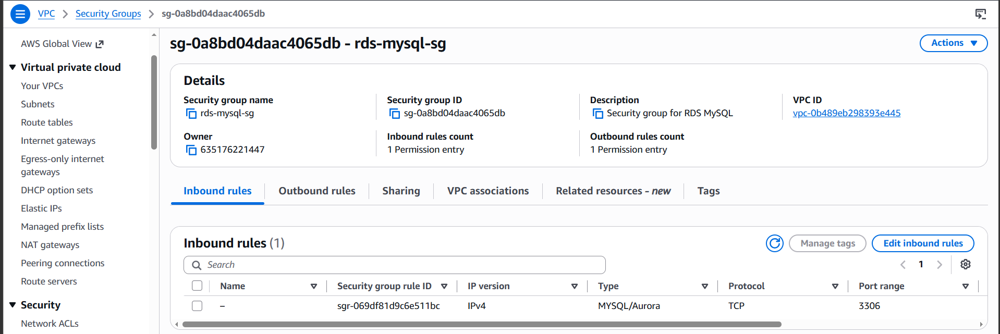 VPC > Security Groups > sg-0a8bd04daac4065db
AWS Global View
Virtual private cloud
Your VPCs
Subnets
Route tables
Internet gateways
Egress-only internet
gateways
DHCP option sets
Elastic IPs
Managed prefix lists
NAT gateways
Peering connections
Route servers
Security
Network ACLs
sg-0a8bd04daac4065db - rds-mysql-sg
Actions
Details
Security group name
rds-mysql-sg
Security group ID
sg-0a8bd04daac4065db
Description
Security group for RDS MySQL
VPC ID
vpc-0b489eb298393e445
Owner
635176221447
Inbound rules count
1 Permission entry
Outbound rules count
1 Permission entry
Inbound rules Outbound rules Sharing VPC associations Related resources - new Tags
Inbound rules (1)
Manage tags Edit inbound rules
Search
1
Name Security group rule ID IP version Type Protocol Port range
– sgr-069df81d9c6e511bc IPv4 MYSQL/Aurora TCP 3306